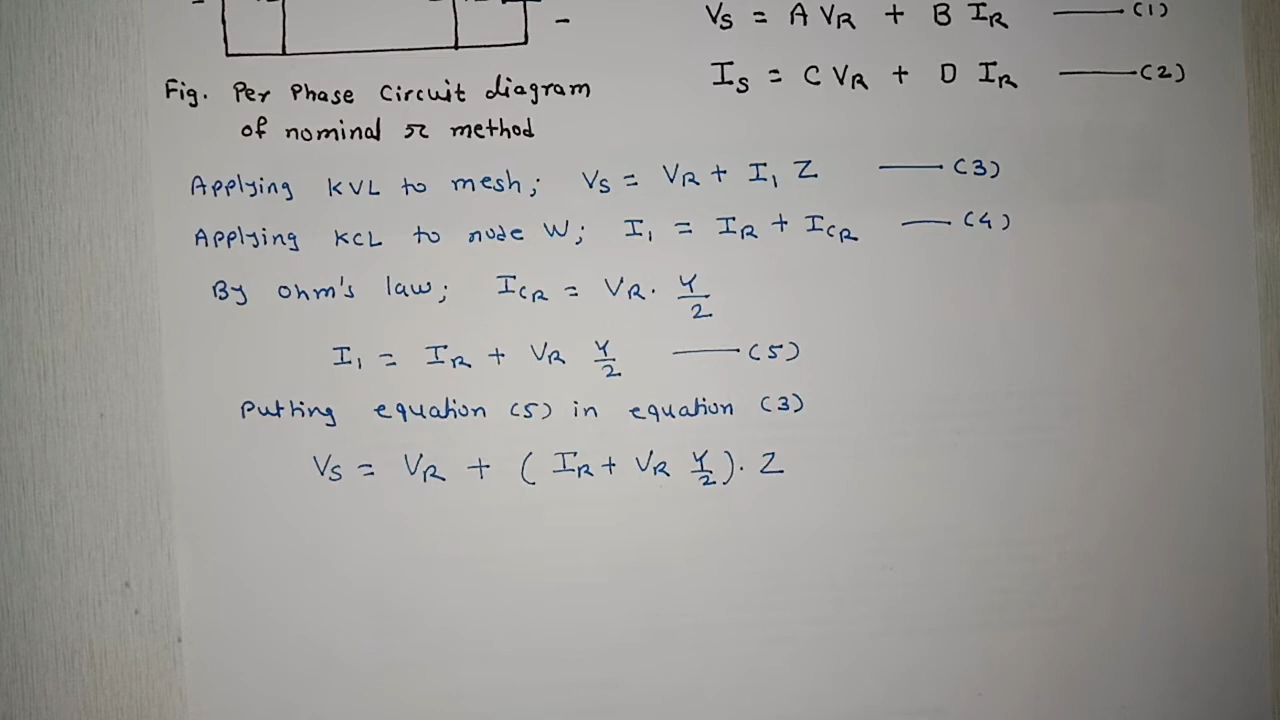 Vs = A VR + B IR ——— (1)
Is = C VR + D IR ——— (2)
Fig. Per Phase Circuit diagram
of nominal π method
Applying KVL to mesh; Vs = VR + I1 Z ——— (3)
Applying KCL to node W; I1 = IR + ICR ——— (4)
By ohm's law; ICR = VR. Y/2
I1 = IR + VR Y/2 ——— (5)
Putting equation (5) in equation (3)
Vs = VR + ( IR + VR Y/2 ). Z